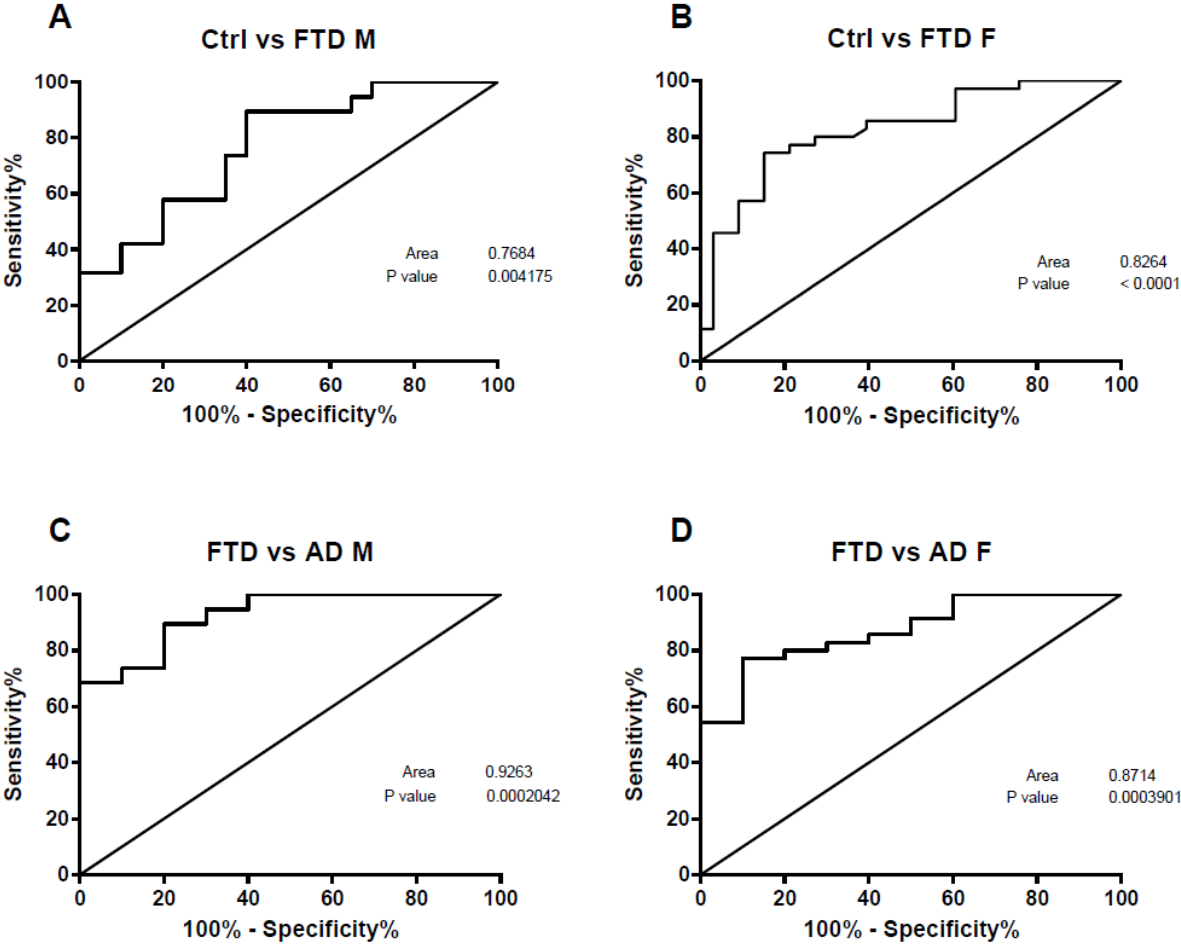 A
Ctrl vs FTD M
100
80
60
40
20
0
Sensitivity%
Area 0.7684
P value 0.004175
0 20 40 60 80 100
100% - Specificity%
B
Ctrl vs FTD F
100
80
60
40
20
0
Sensitivity%
Area 0.8264
P value < 0.0001
0 20 40 60 80 100
100% - Specificity%
C
FTD vs AD M
100
80
60
40
20
0
Sensitivity%
Area 0.9263
P value 0.0002042
0 20 40 60 80 100
100% - Specificity%
D
FTD vs AD F
100
80
60
40
20
0
Sensitivity%
Area 0.8714
P value 0.0003901
0 20 40 60 80 100
100% - Specificity%